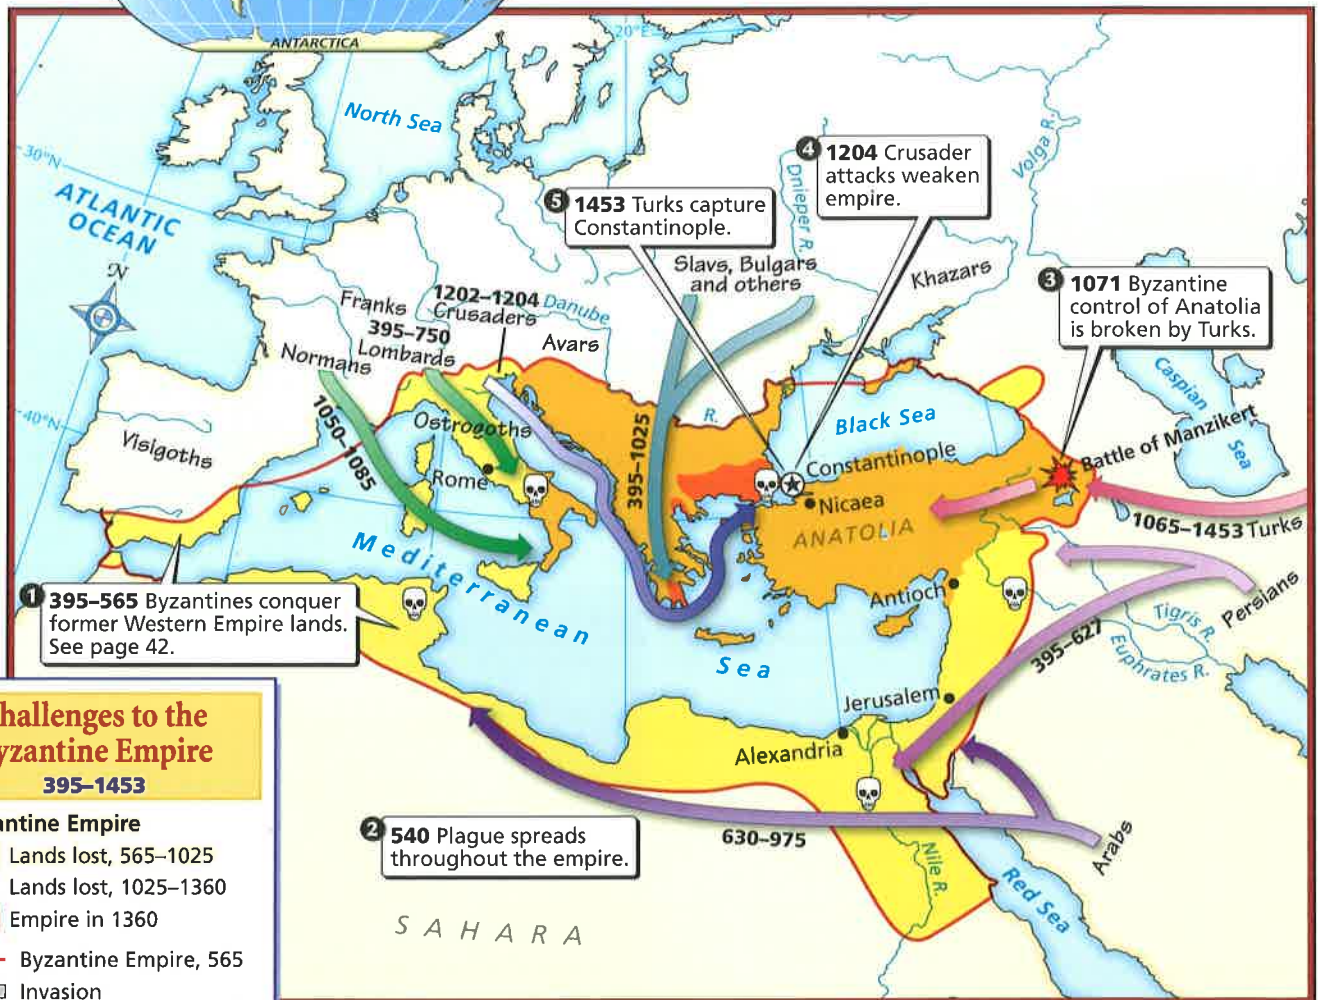 ANTARCTICA
20°E
North Sea
30°N
ATLANTIC
OCEAN
N
40°N
Volga R.
Dnieper R.
4 1204 Crusader
attacks weaken
empire.
5 1453 Turks capture
Constantinople.
Slavs, Bulgars
and others
Khazars
3 1071 Byzantine
control of Anatolia
is broken by Turks.
Franks
1202–1204
Crusaders
Danube
R.
395–750
Lombards
Avars
Normans
1050–1085
Visigoths
Ostrogoths
Rome
395–1025
Black Sea
Caspian
Sea
Constantinople
Nicaea
ANATOLIA
Battle of Manzikert
1065–1453 Turks
Mediterranean
Sea
Antioch
Persians
Tigris R.
Euphrates R.
395–627
Jerusalem
Alexandria
1 395–565 Byzantines conquer
former Western Empire lands.
See page 42.
2 540 Plague spreads
throughout the empire.
630–975
Arabs
Nile R.
Red Sea
SAHARA
hallenges to the
yzantine Empire
395–1453
antine Empire
Lands lost, 565–1025
Lands lost, 1025–1360
Empire in 1360
Byzantine Empire, 565
Invasion